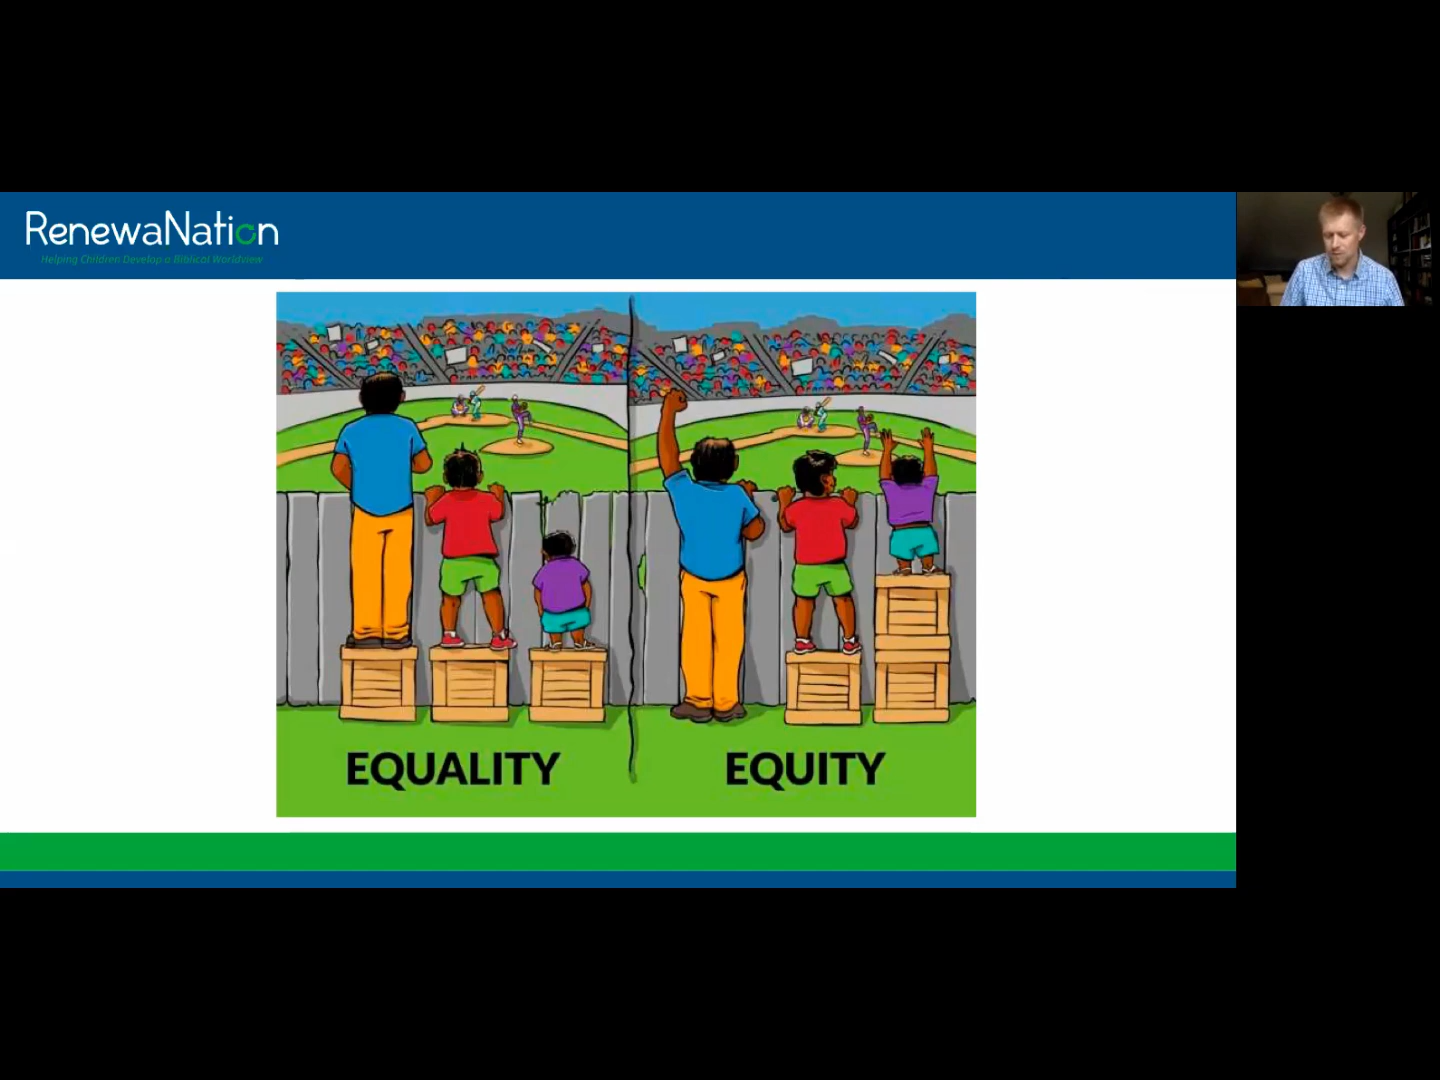 RenewaNation
Helping Children Develop a Biblical Worldview
EQUALITY
EQUITY